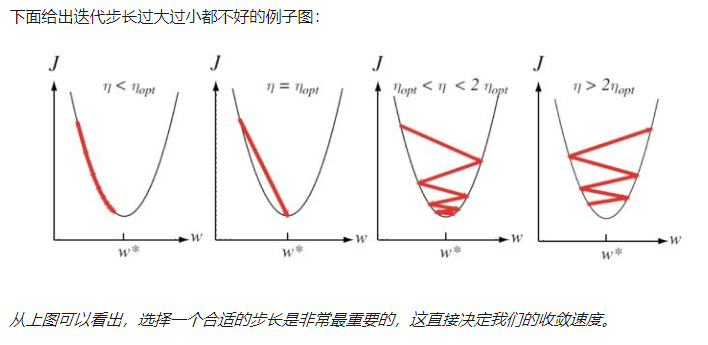 下面给出迭代步长过大过小都不好的例子图：
J J J J
η < ηopt η = ηopt ηopt < η < 2 ηopt η > 2ηopt
w w w w
w* w* w* w*
从上图可以看出，选择一个合适的步长是非常最重要的，这直接决定我们的收敛速度。